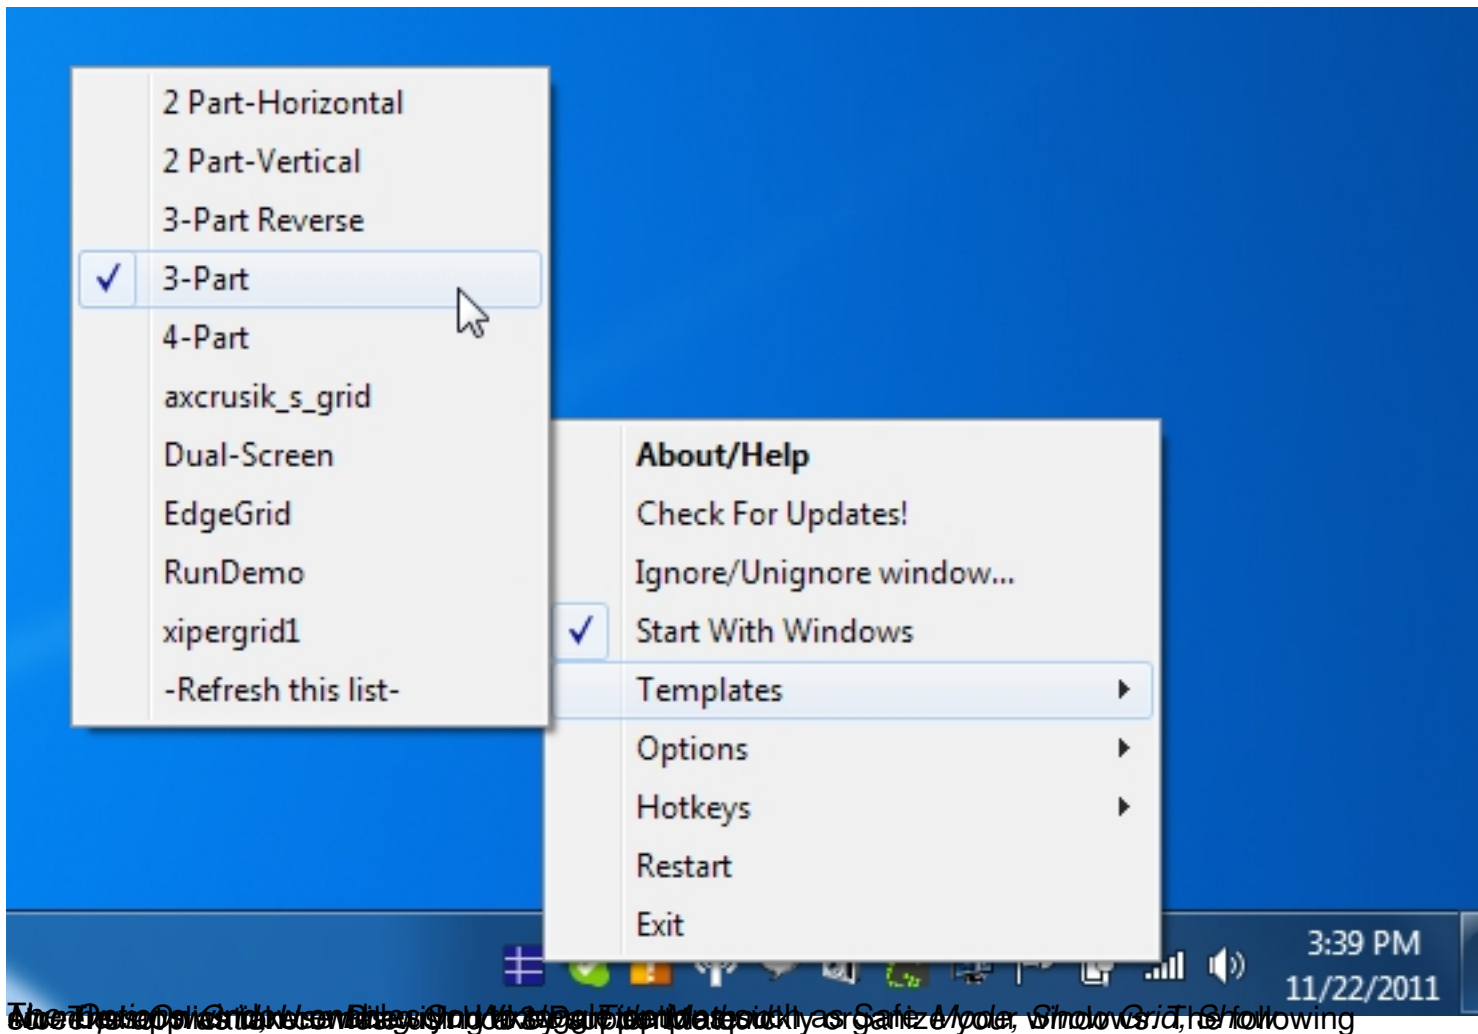 2 Part-Horizontal
2 Part-Vertical
3-Part Reverse
3-Part
4-Part
axcrusik_s_grid
Dual-Screen
EdgeGrid
RunDemo
xipergrid1
-Refresh this list-
About/Help
Check For Updates!
Ignore/Unignore window...
Start With Windows
Templates
Options
Hotkeys
Restart
Exit
3:39 PM
11/22/2011